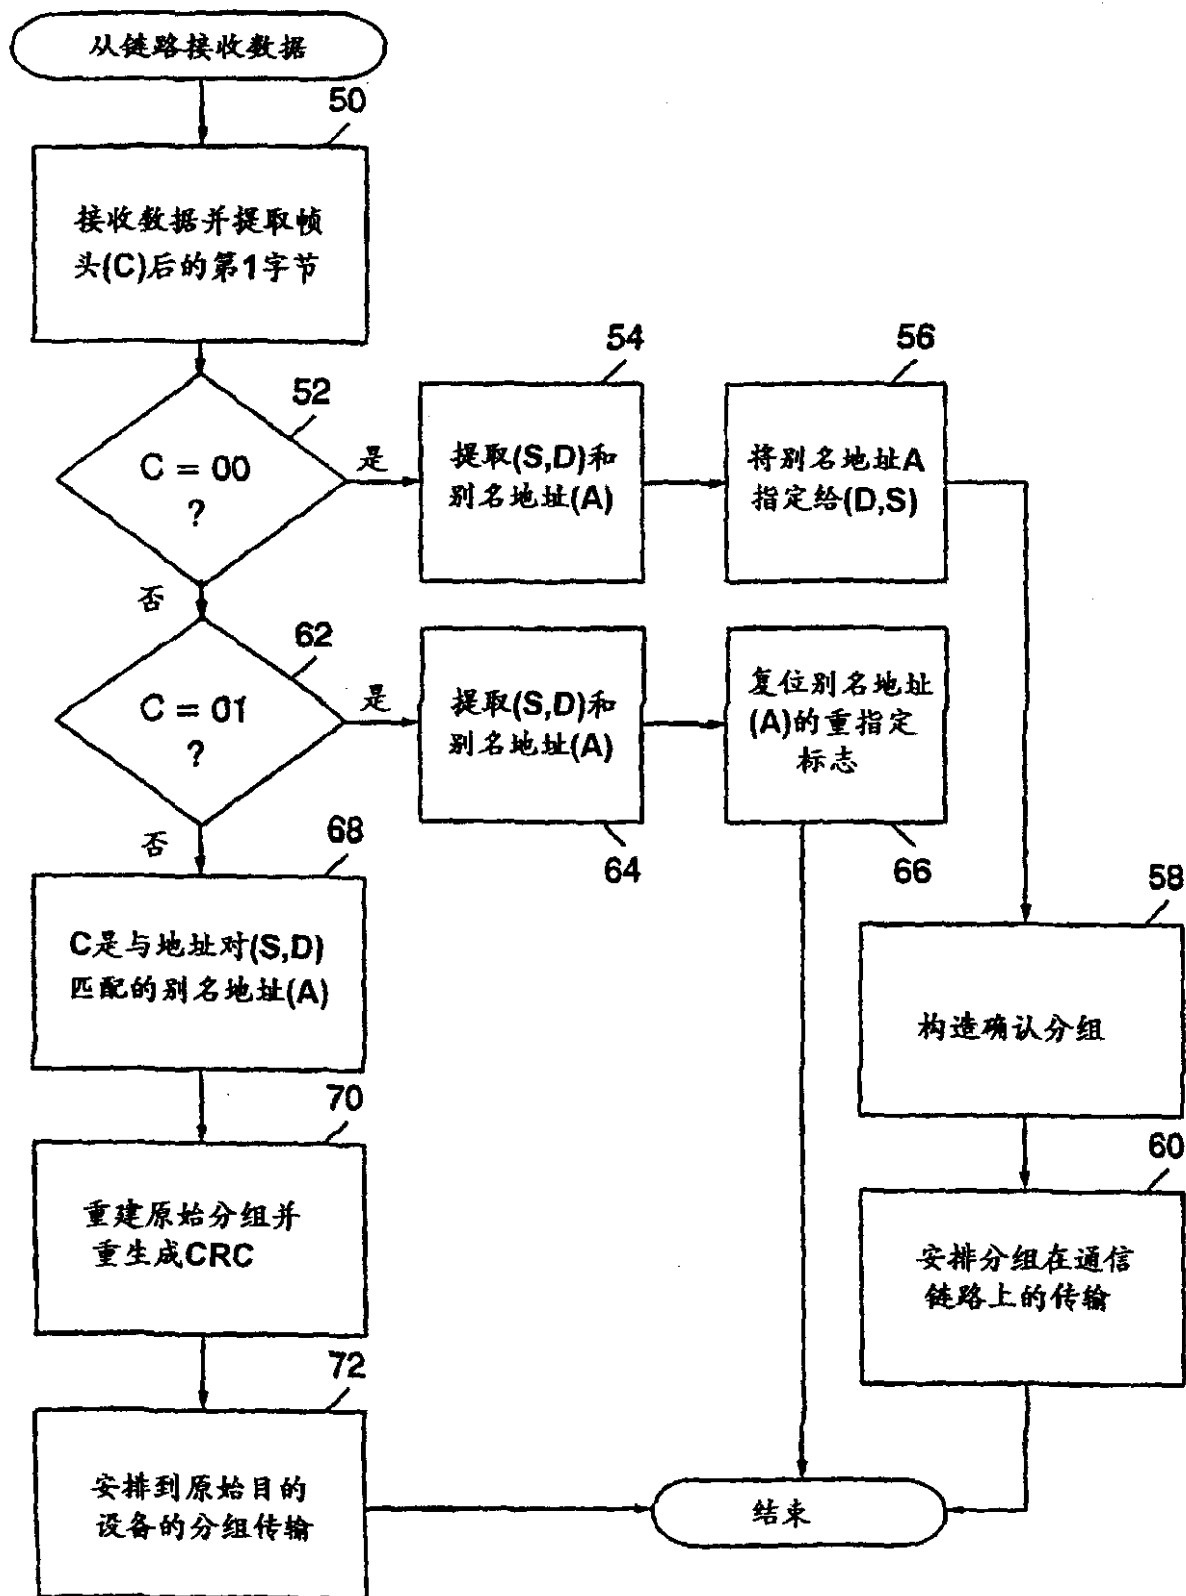 从链路接收数据
50
接收数据并提取帧
头(C)后的第1字节
52
C = 00
?
是
54
提取(S,D)和
别名地址(A)
56
将别名地址A
指定给(D,S)
否
62
C = 01
?
是
提取(S,D)和
别名地址(A)
64
复位别名地址
(A)的重指定
标志
66
否
68
C是与地址对(S,D)
匹配的别名地址(A)
58
构造确认分组
70
重建原始分组并
重生成CRC
60
安排分组在通信
链路上的传输
72
安排到原始目的
设备的分组传输
结束